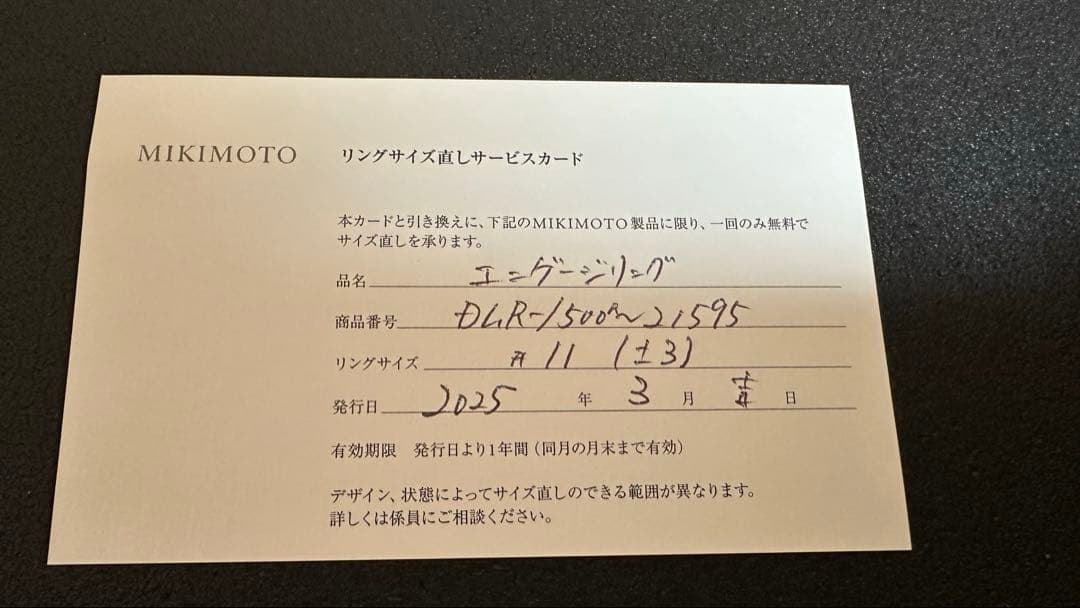 MIKIMOTO リングサイズ直しサービスカード
本カードと引き換えに、下記のMIKIMOTO製品に限り、一回のみ無料で
サイズ直しを承ります。
品名 エンゲージリング
商品番号 DLR-1500R~21595
リングサイズ #11 (±3)
発行日 2025 年 3 月 吉 日
有効期限 発行日より1年間（同月の月末まで有効）
デザイン、状態によってサイズ直しのできる範囲が異なります。
詳しくは係員にご相談ください。